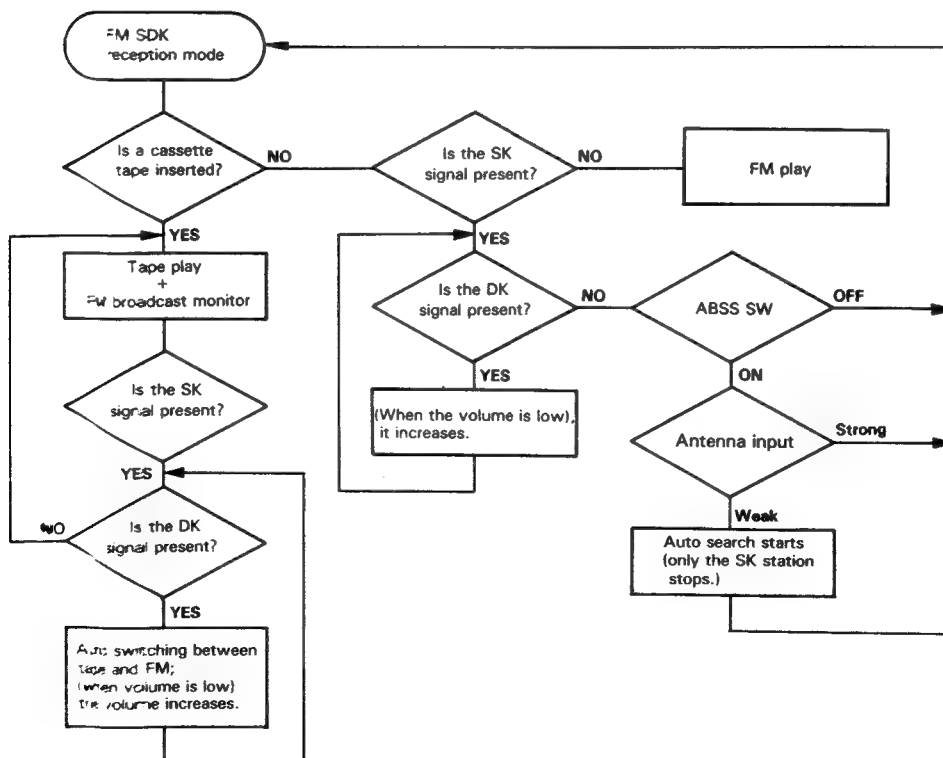 FM SDK
reception mode
Is a cassette
tape inserted?
NO
Is the SK
signal present?
NO
FM play
YES
YES
Tape play
+
FM broadcast monitor
Is the DK
signal present?
NO
ABSS SW
OFF
YES
ON
Is the SK
signal present?
(When the volume is low),
it increases.
Antenna input
Strong
YES
Weak
NO
Is the DK
signal present?
Auto search starts
(only the SK station
stops.)
YES
Auto switching between
tape and FM;
(when volume is low)
the volume increases.